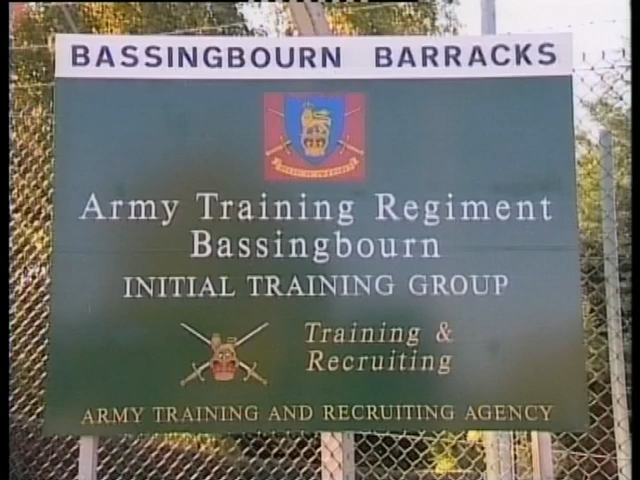 BASSINGBOURN BARRACKS
Army Training Regiment
Bassingbourn
INITIAL TRAINING GROUP
Training &
Recruiting
ARMY TRAINING AND RECRUITING AGENCY